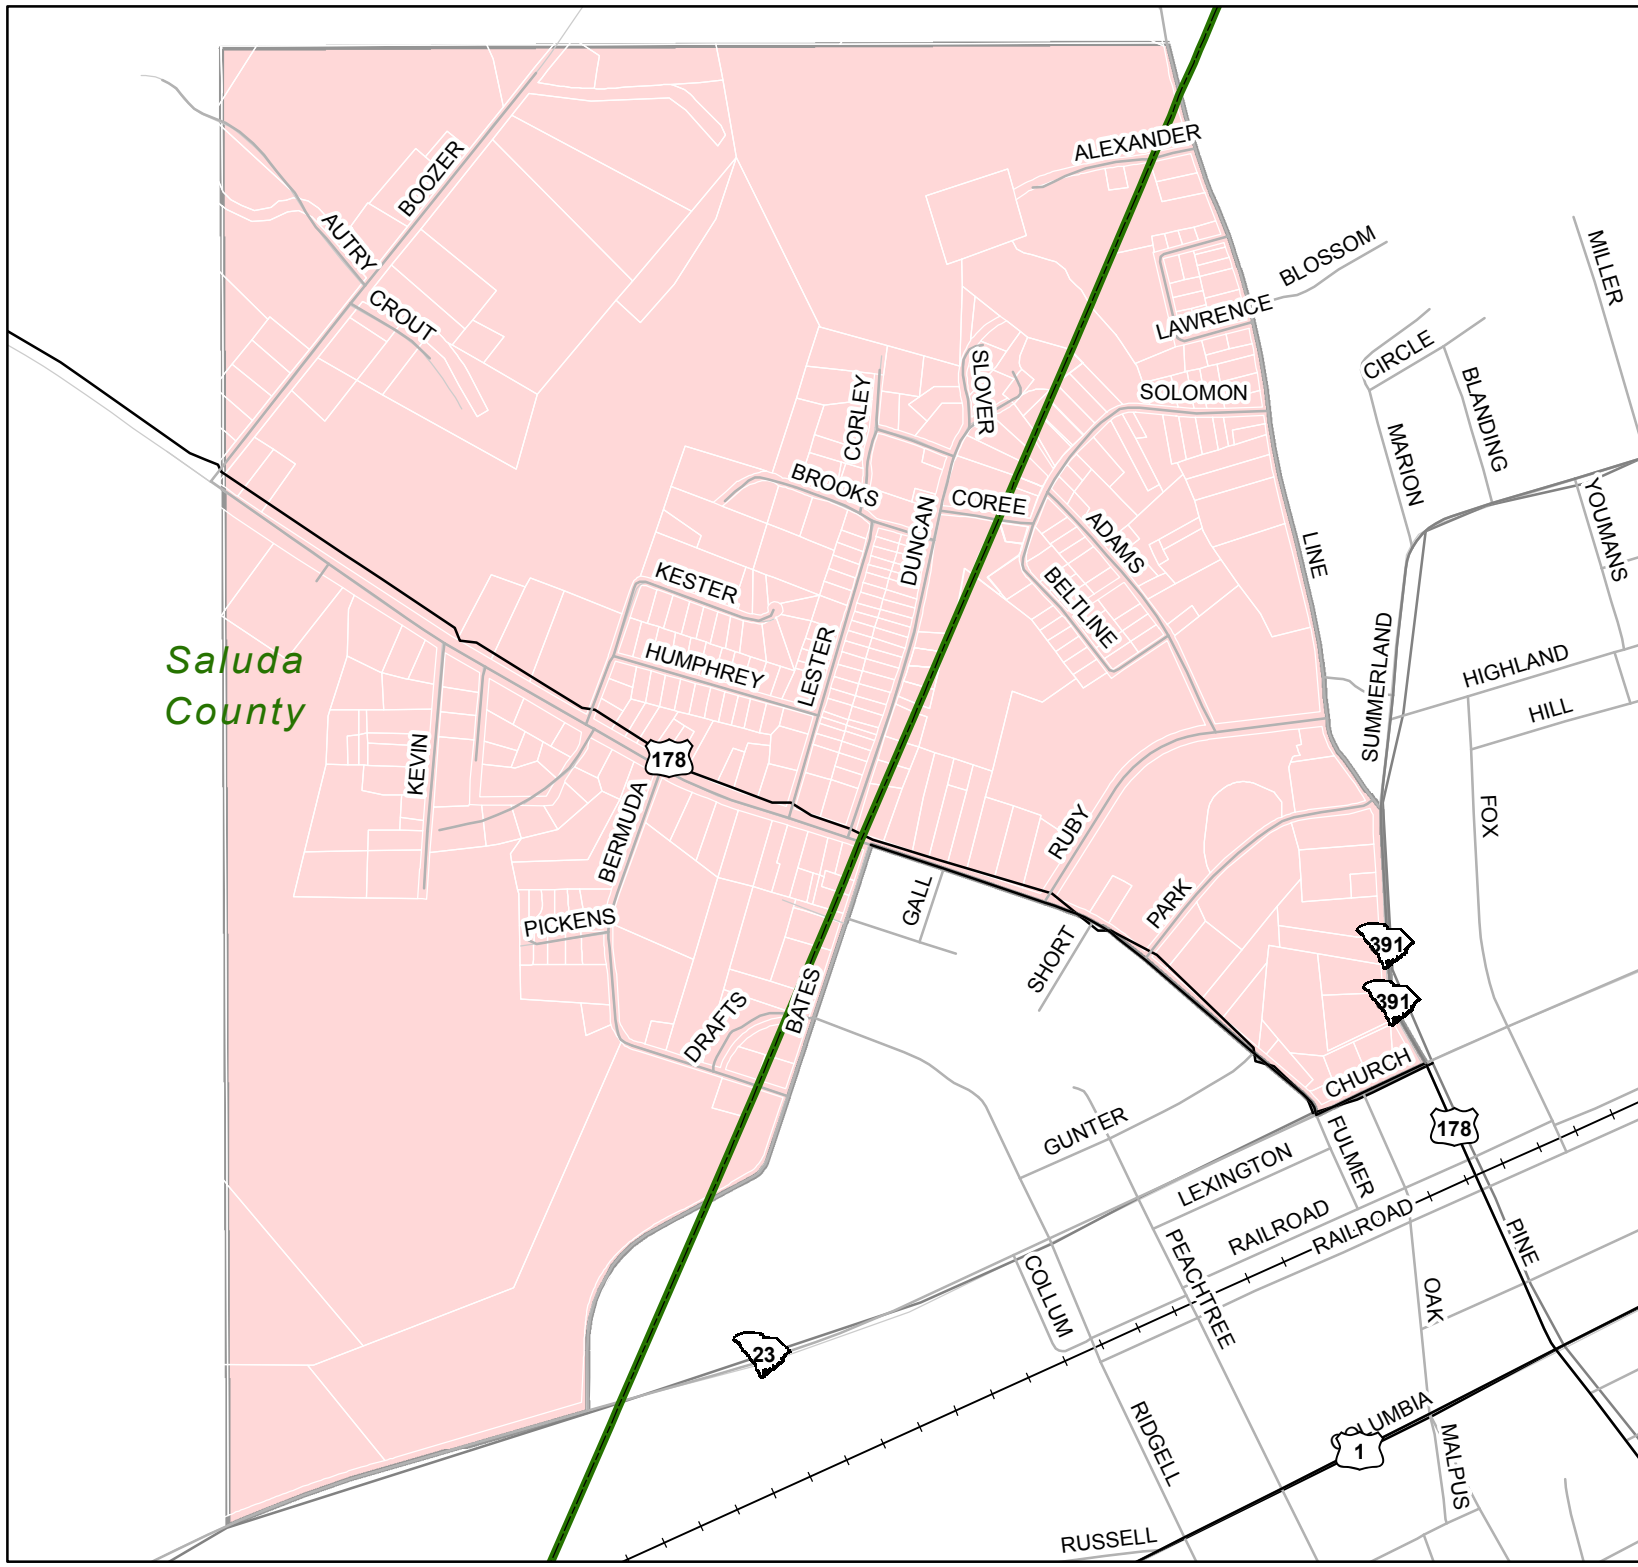 ALEXANDER
BOOZER
AUTRY
CROUT
BLOSSOM
LAWRENCE
MILLER
CIRCLE
BLANDING
SOLOMON
SLOVER
CORLEY
MARION
BROOKS
COREE
DUNCAN
ADAMS
YOUMANS
LINE
KESTER
BELTLINE
Saluda
County
HUMPHREY
LESTER
SUMMERLAND
HIGHLAND
HILL
KEVIN
178
BERMUDA
RUBY
FOX
GALL
PARK
PICKENS
SHORT
391
391
BATES
DRAFTS
CHURCH
GUNTER
FULMER
178
LEXINGTON
RAILROAD
RAILROAD
PEACHTREE
PINE
COLLUM
OAK
23
RIDGELL
COLUMBIA
1
MALPUS
RUSSELL